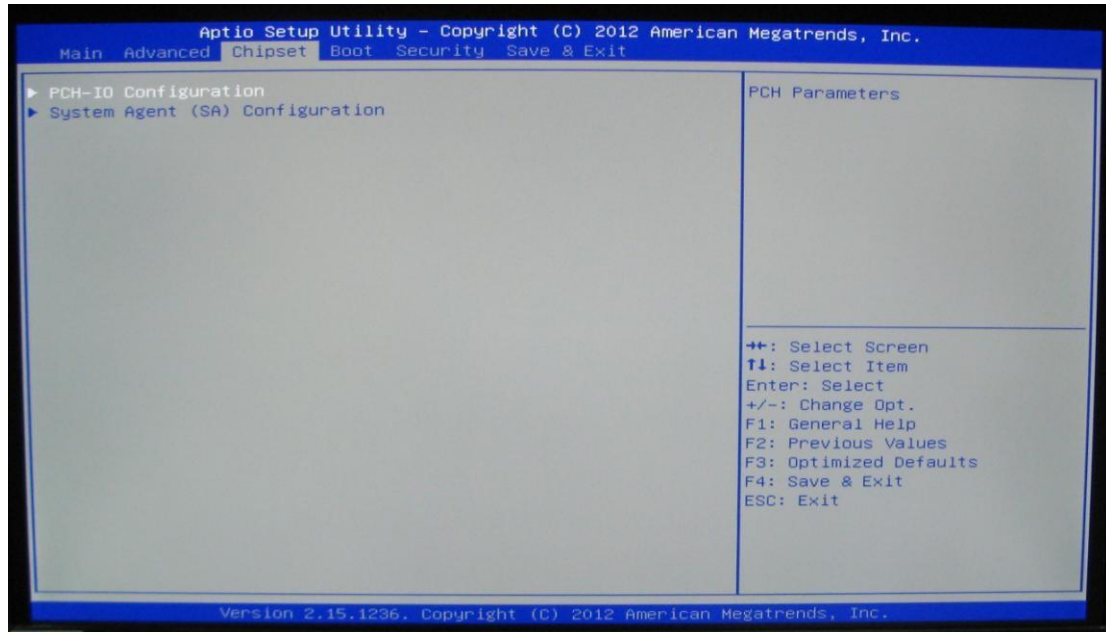 Aptio Setup Utility – Copyright (C) 2012 American Megatrends, Inc.
Main Advanced Chipset Boot Security Save & Exit
► PCH-IO Configuration
► System Agent (SA) Configuration
PCH Parameters
→←: Select Screen
↑↓: Select Item
Enter: Select
+/-: Change Opt.
F1: General Help
F2: Previous Values
F3: Optimized Defaults
F4: Save & Exit
ESC: Exit
Version 2.15.1236. Copyright (C) 2012 American Megatrends, Inc.